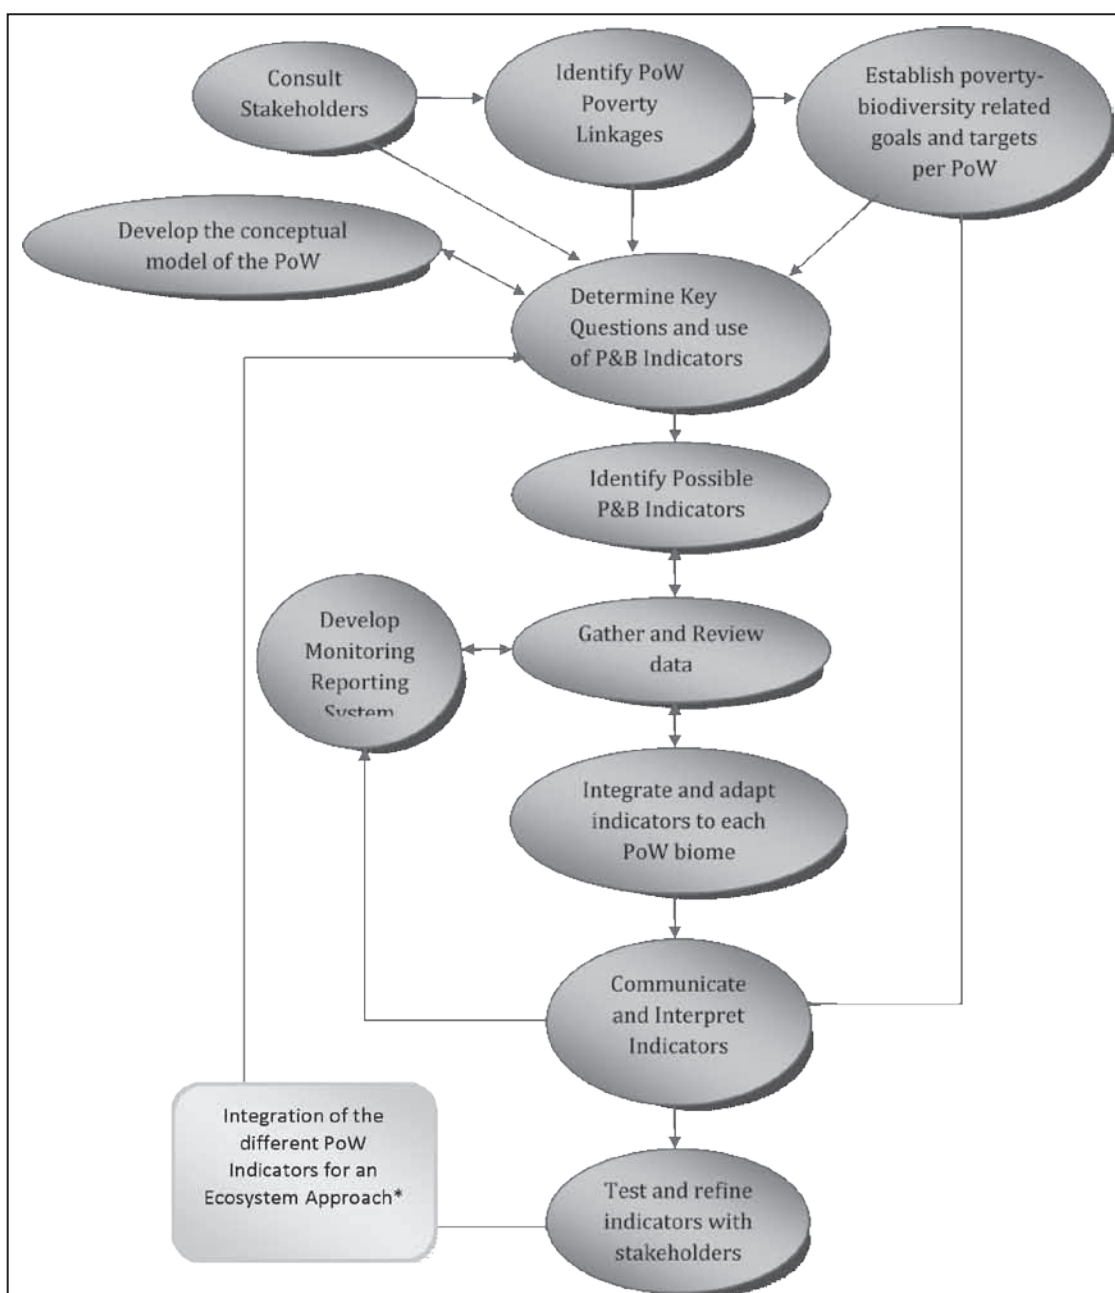 Consult
Stakeholders
Identify PoW
Poverty
Linkages
Establish poverty-
biodiversity related
goals and targets
per PoW
Develop the conceptual
model of the PoW
Determine Key
Questions and use
of P&B Indicators
Identify Possible
P&B Indicators
Develop
Monitoring
Reporting
System
Gather and Review
data
Integrate and adapt
indicators to each
PoW biome
Communicate
and Interpret
Indicators
Integration of the
different PoW
Indicators for an
Ecosystem Approach*
Test and refine
indicators with
stakeholders